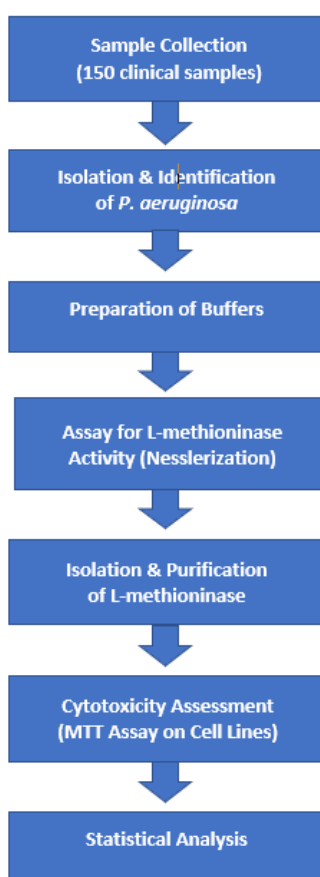 Sample Collection
(150 clinical samples)
Isolation & Identification
of P. aeruginosa
Preparation of Buffers
Assay for L-methioninase
Activity (Nesslerization)
Isolation & Purification
of L-methioninase
Cytotoxicity Assessment
(MTT Assay on Cell Lines)
Statistical Analysis